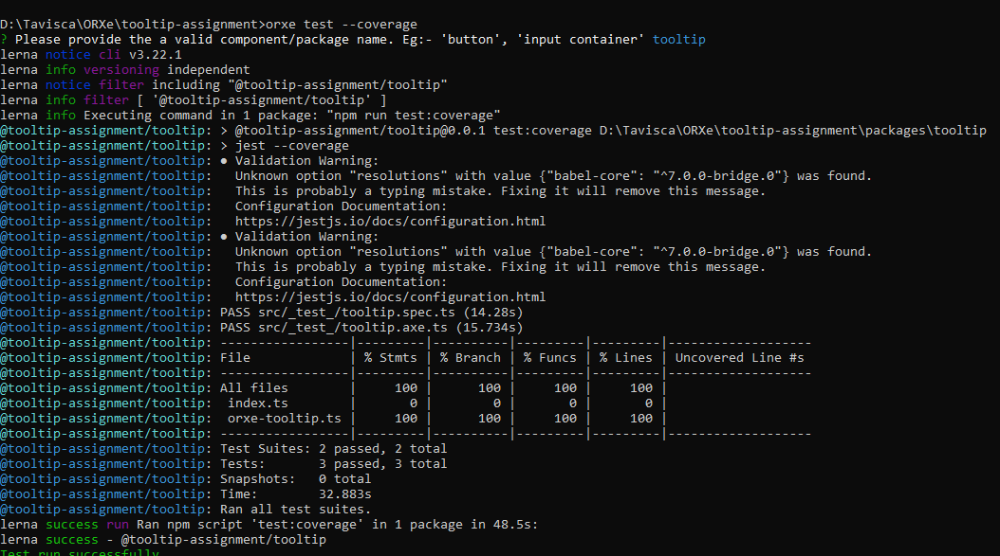 D:\Tavisca\ORXe\tooltip-assignment>orxe test --coverage
? Please provide the a valid component/package name. Eg:- 'button', 'input container' tooltip
lerna notice cli v3.22.1
lerna info versioning independent
lerna notice filter including "@tooltip-assignment/tooltip"
lerna info filter [ '@tooltip-assignment/tooltip' ]
lerna info Executing command in 1 package: "npm run test:coverage"
@tooltip-assignment/tooltip: > @tooltip-assignment/tooltip@0.0.1 test:coverage D:\Tavisca\ORXe\tooltip-assignment\packages\tooltip
@tooltip-assignment/tooltip: > jest --coverage
@tooltip-assignment/tooltip: ● Validation Warning:
@tooltip-assignment/tooltip:   Unknown option "resolutions" with value {"babel-core": "^7.0.0-bridge.0"} was found.
@tooltip-assignment/tooltip:   This is probably a typing mistake. Fixing it will remove this message.
@tooltip-assignment/tooltip:   Configuration Documentation:
@tooltip-assignment/tooltip:   https://jestjs.io/docs/configuration.html
@tooltip-assignment/tooltip: ● Validation Warning:
@tooltip-assignment/tooltip:   Unknown option "resolutions" with value {"babel-core": "^7.0.0-bridge.0"} was found.
@tooltip-assignment/tooltip:   This is probably a typing mistake. Fixing it will remove this message.
@tooltip-assignment/tooltip:   Configuration Documentation:
@tooltip-assignment/tooltip:   https://jestjs.io/docs/configuration.html
@tooltip-assignment/tooltip: PASS src/_test_/tooltip.spec.ts (14.28s)
@tooltip-assignment/tooltip: PASS src/_test_/tooltip.axe.ts (15.734s)
@tooltip-assignment/tooltip: -----------------|---------|----------|---------|---------|-------------------
@tooltip-assignment/tooltip: File             | % Stmts | % Branch | % Funcs | % Lines | Uncovered Line #s
@tooltip-assignment/tooltip: -----------------|---------|----------|---------|---------|-------------------
@tooltip-assignment/tooltip: All files        |     100 |      100 |     100 |     100 |
@tooltip-assignment/tooltip:  index.ts        |       0 |        0 |       0 |       0 |
@tooltip-assignment/tooltip:  orxe-tooltip.ts |     100 |      100 |     100 |     100 |
@tooltip-assignment/tooltip: -----------------|---------|----------|---------|---------|-------------------
@tooltip-assignment/tooltip: Test Suites: 2 passed, 2 total
@tooltip-assignment/tooltip: Tests:       3 passed, 3 total
@tooltip-assignment/tooltip: Snapshots:   0 total
@tooltip-assignment/tooltip: Time:        32.883s
@tooltip-assignment/tooltip: Ran all test suites.
lerna success run Ran npm script 'test:coverage' in 1 package in 48.5s:
lerna success - @tooltip-assignment/tooltip
Test run successfully